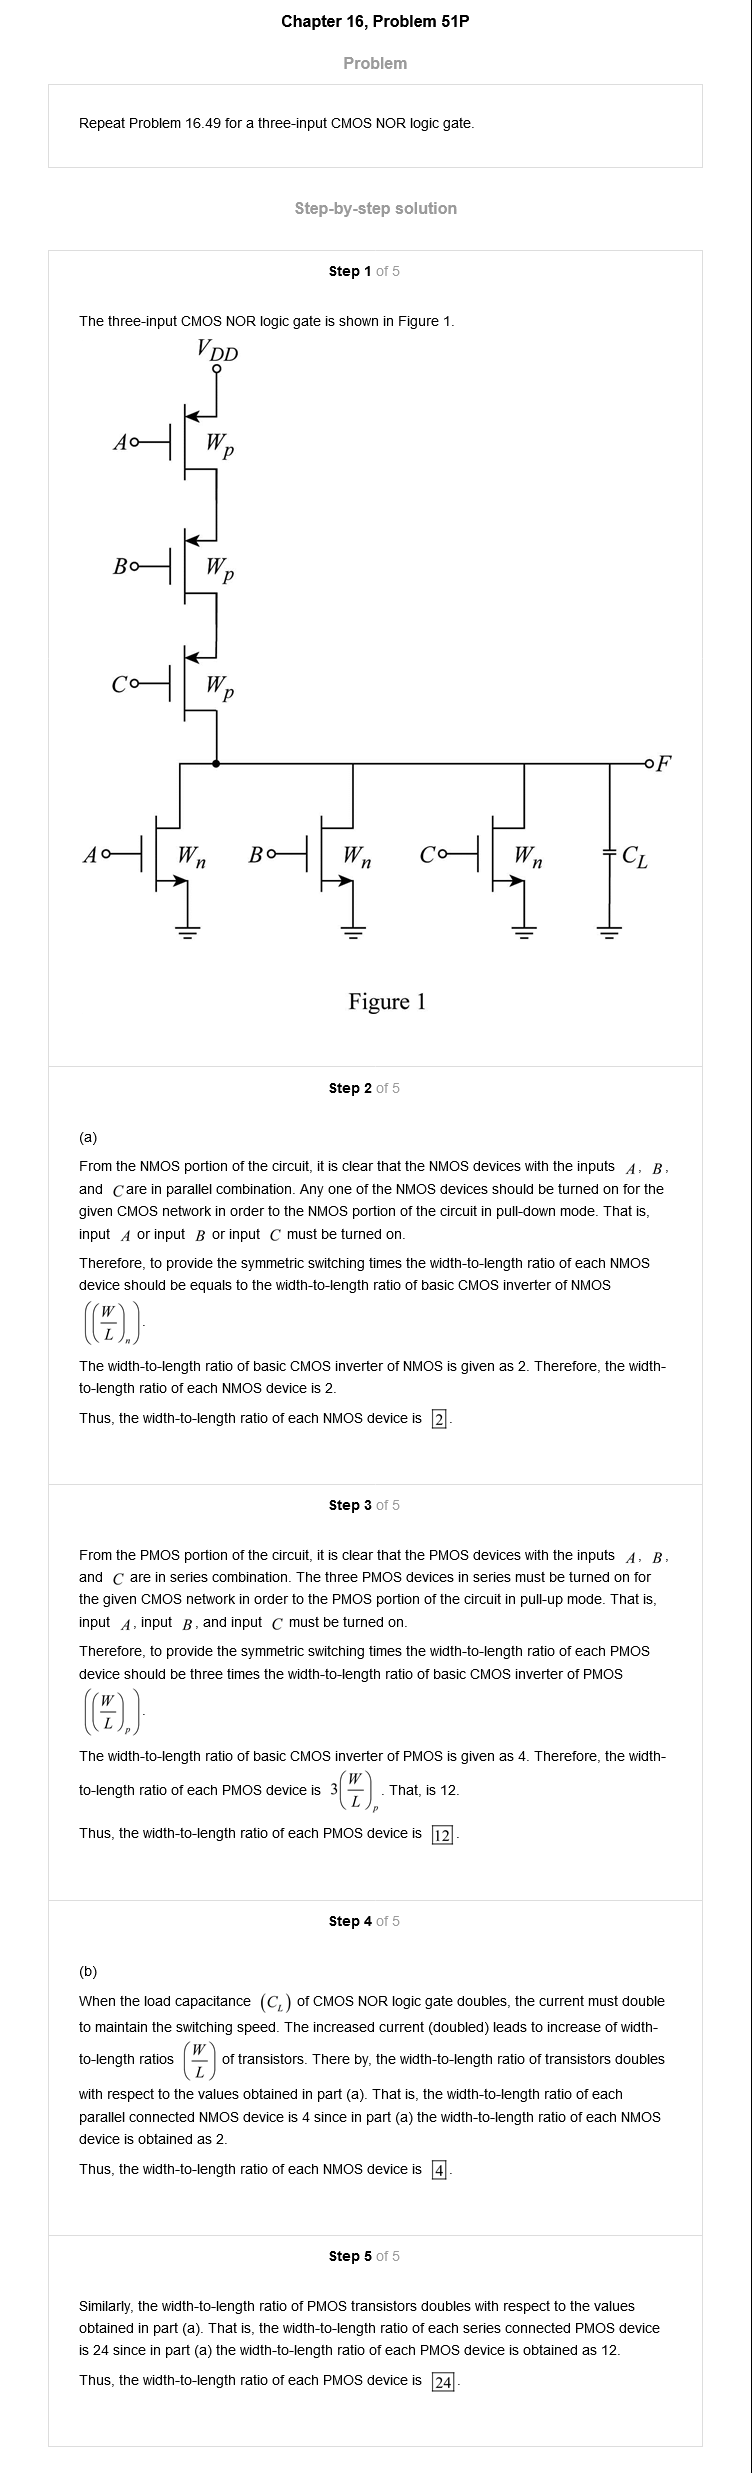 Chapter 16, Problem 51P
Problem
Repeat Problem 16.49 for a three-input CMOS NOR logic gate.
Step-by-step solution
Step 1 of 5
The three-input CMOS NOR logic gate is shown in Figure 1.
V_DD
A W_p
B W_p
C W_p
F
A W_n B W_n C W_n C_L
Figure 1
Step 2 of 5
(a)
From the NMOS portion of the circuit, it is clear that the NMOS devices with the inputs A, B,
and C are in parallel combination. Any one of the NMOS devices should be turned on for the
given CMOS network in order to the NMOS portion of the circuit in pull-down mode. That is,
input A or input B or input C must be turned on.
Therefore, to provide the symmetric switching times the width-to-length ratio of each NMOS
device should be equals to the width-to-length ratio of basic CMOS inverter of NMOS
((W/L)_n).
The width-to-length ratio of basic CMOS inverter of NMOS is given as 2. Therefore, the width-
to-length ratio of each NMOS device is 2.
Thus, the width-to-length ratio of each NMOS device is 2.
Step 3 of 5
From the PMOS portion of the circuit, it is clear that the PMOS devices with the inputs A, B,
and C are in series combination. The three PMOS devices in series must be turned on for
the given CMOS network in order to the PMOS portion of the circuit in pull-up mode. That is,
input A, input B, and input C must be turned on.
Therefore, to provide the symmetric switching times the width-to-length ratio of each PMOS
device should be three times the width-to-length ratio of basic CMOS inverter of PMOS
((W/L)_p).
The width-to-length ratio of basic CMOS inverter of PMOS is given as 4. Therefore, the width-
to-length ratio of each PMOS device is 3(W/L)_p. That, is 12.
Thus, the width-to-length ratio of each PMOS device is 12.
Step 4 of 5
(b)
When the load capacitance (C_L) of CMOS NOR logic gate doubles, the current must double
to maintain the switching speed. The increased current (doubled) leads to increase of width-
to-length ratios (W/L) of transistors. There by, the width-to-length ratio of transistors doubles
with respect to the values obtained in part (a). That is, the width-to-length ratio of each
parallel connected NMOS device is 4 since in part (a) the width-to-length ratio of each NMOS
device is obtained as 2.
Thus, the width-to-length ratio of each NMOS device is 4.
Step 5 of 5
Similarly, the width-to-length ratio of PMOS transistors doubles with respect to the values
obtained in part (a). That is, the width-to-length ratio of each series connected PMOS device
is 24 since in part (a) the width-to-length ratio of each PMOS device is obtained as 12.
Thus, the width-to-length ratio of each PMOS device is 24.